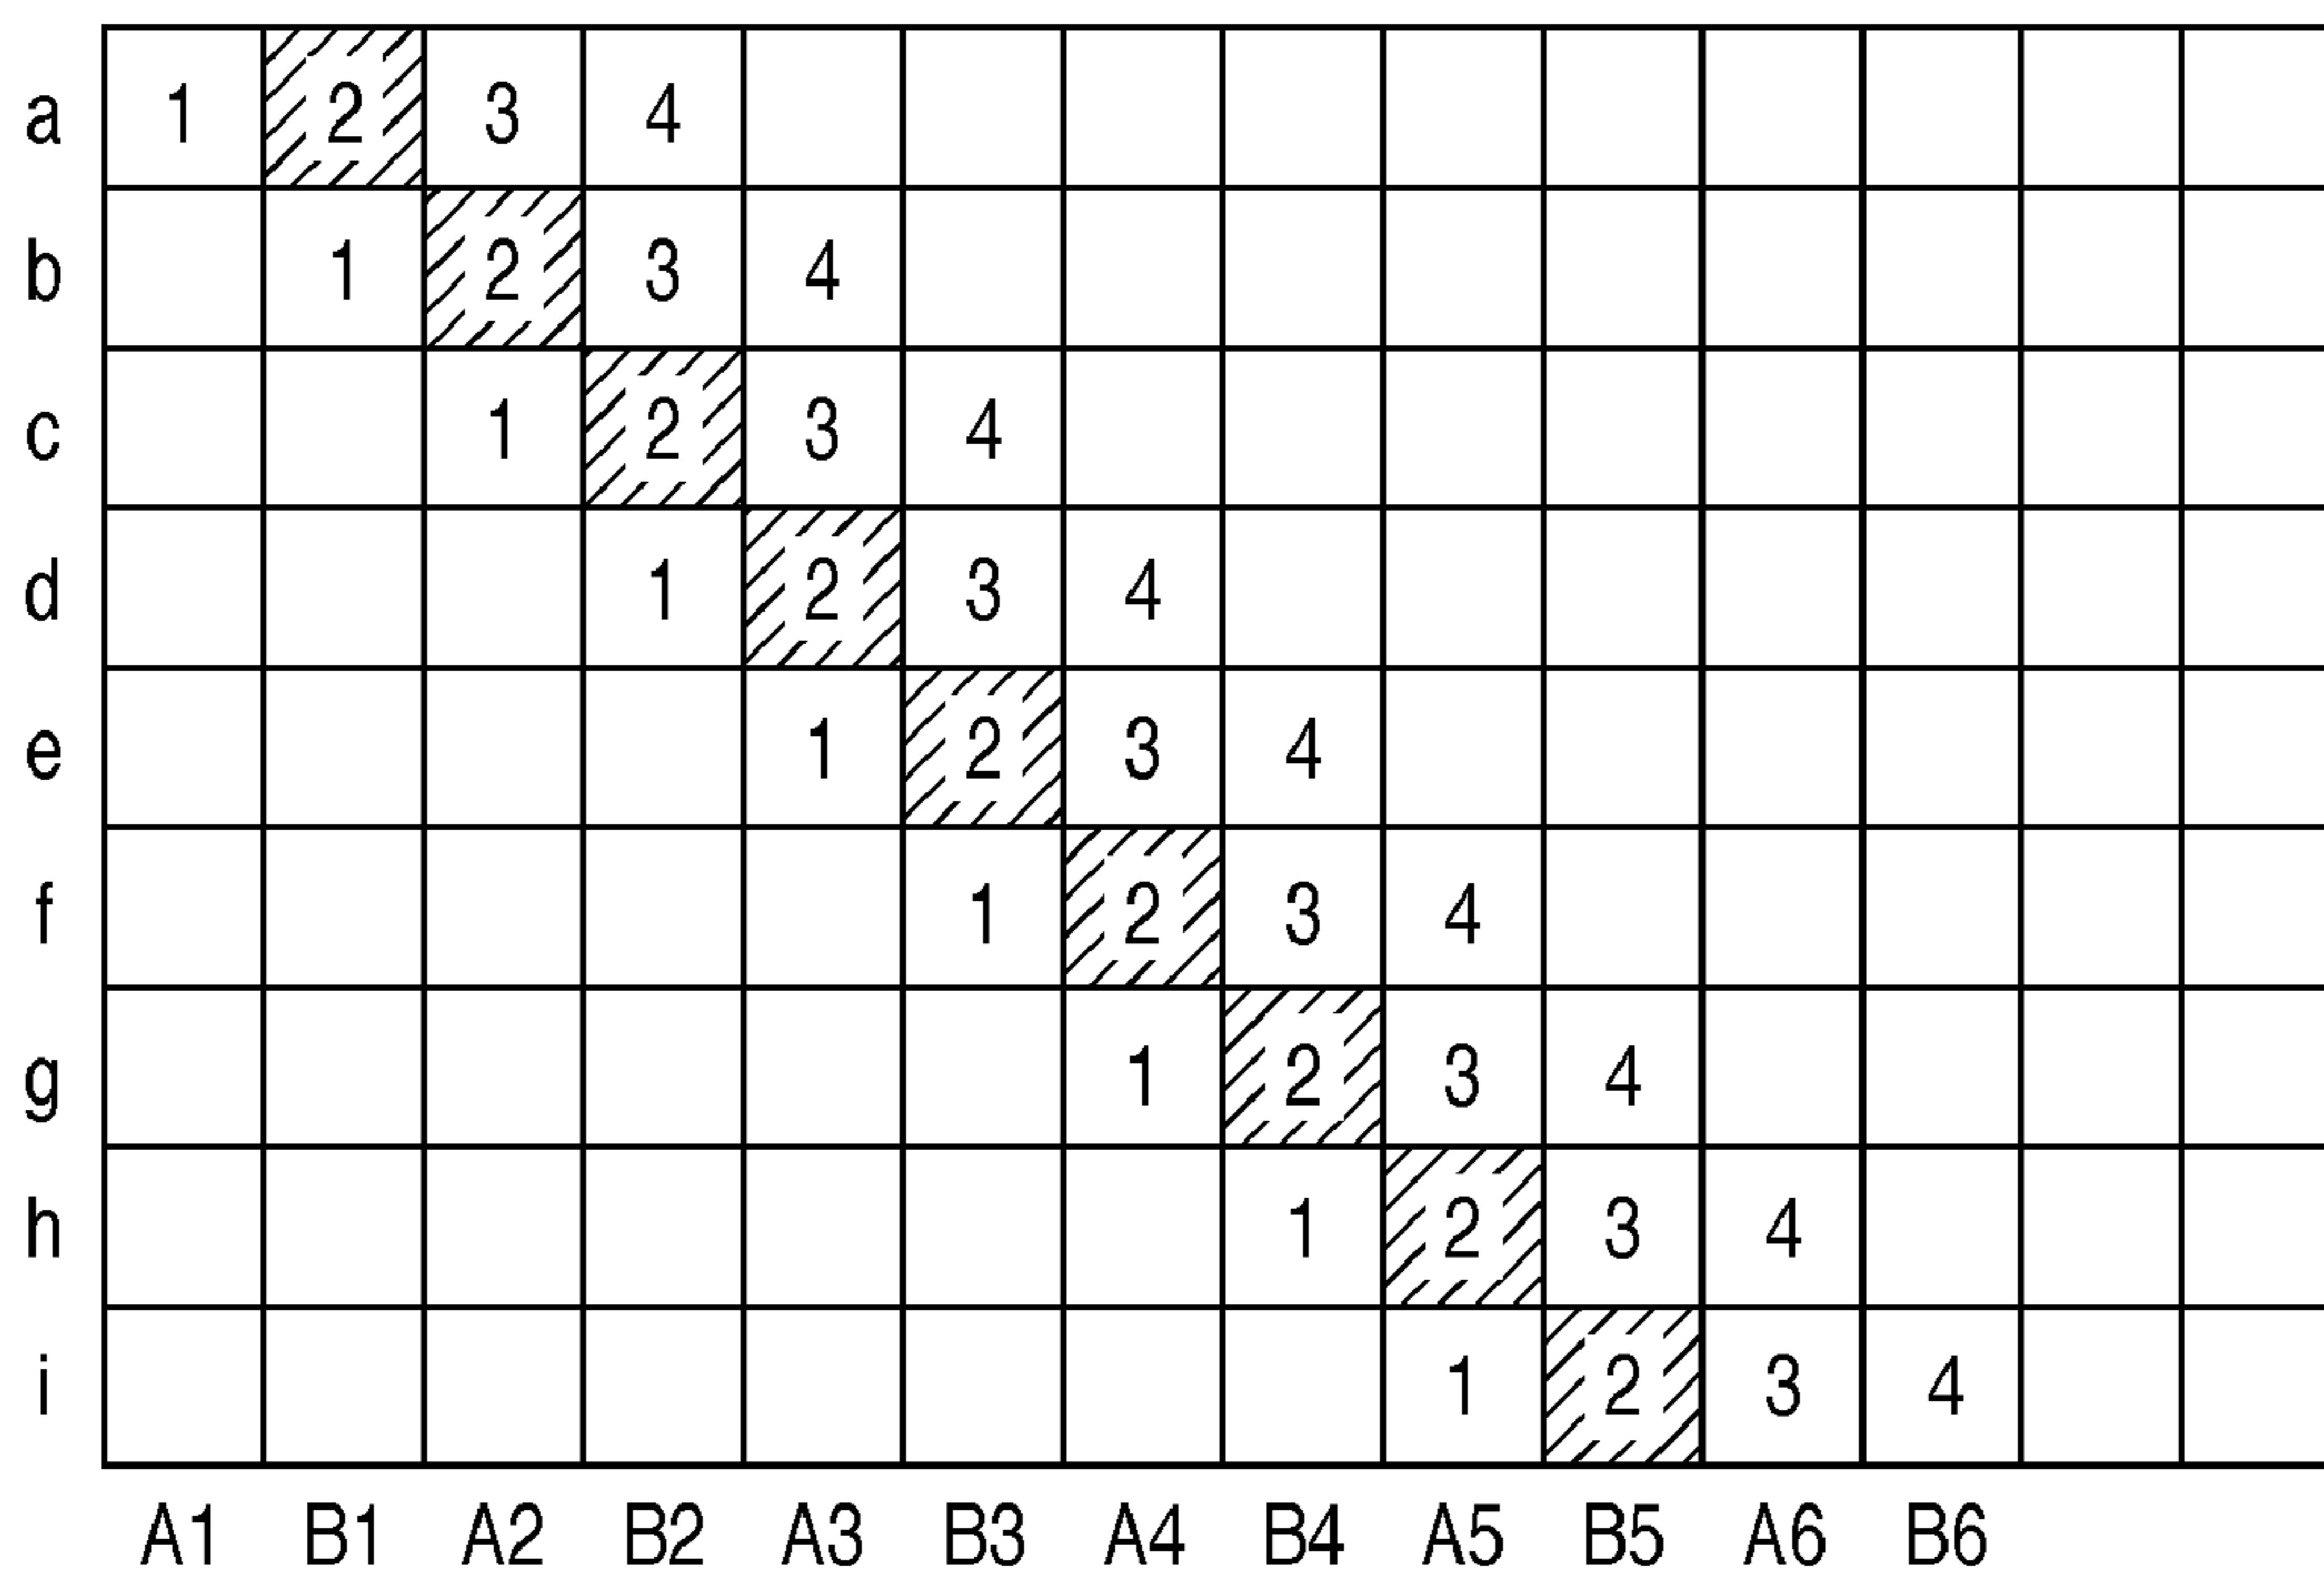 a 1 2 3 4
b 1 2 3 4
c 1 2 3 4
d 1 2 3 4
e 1 2 3 4
f 1 2 3 4
g 1 2 3 4
h 1 2 3 4
i 1 2 3 4
A1 B1 A2 B2 A3 B3 A4 B4 A5 B5 A6 B6